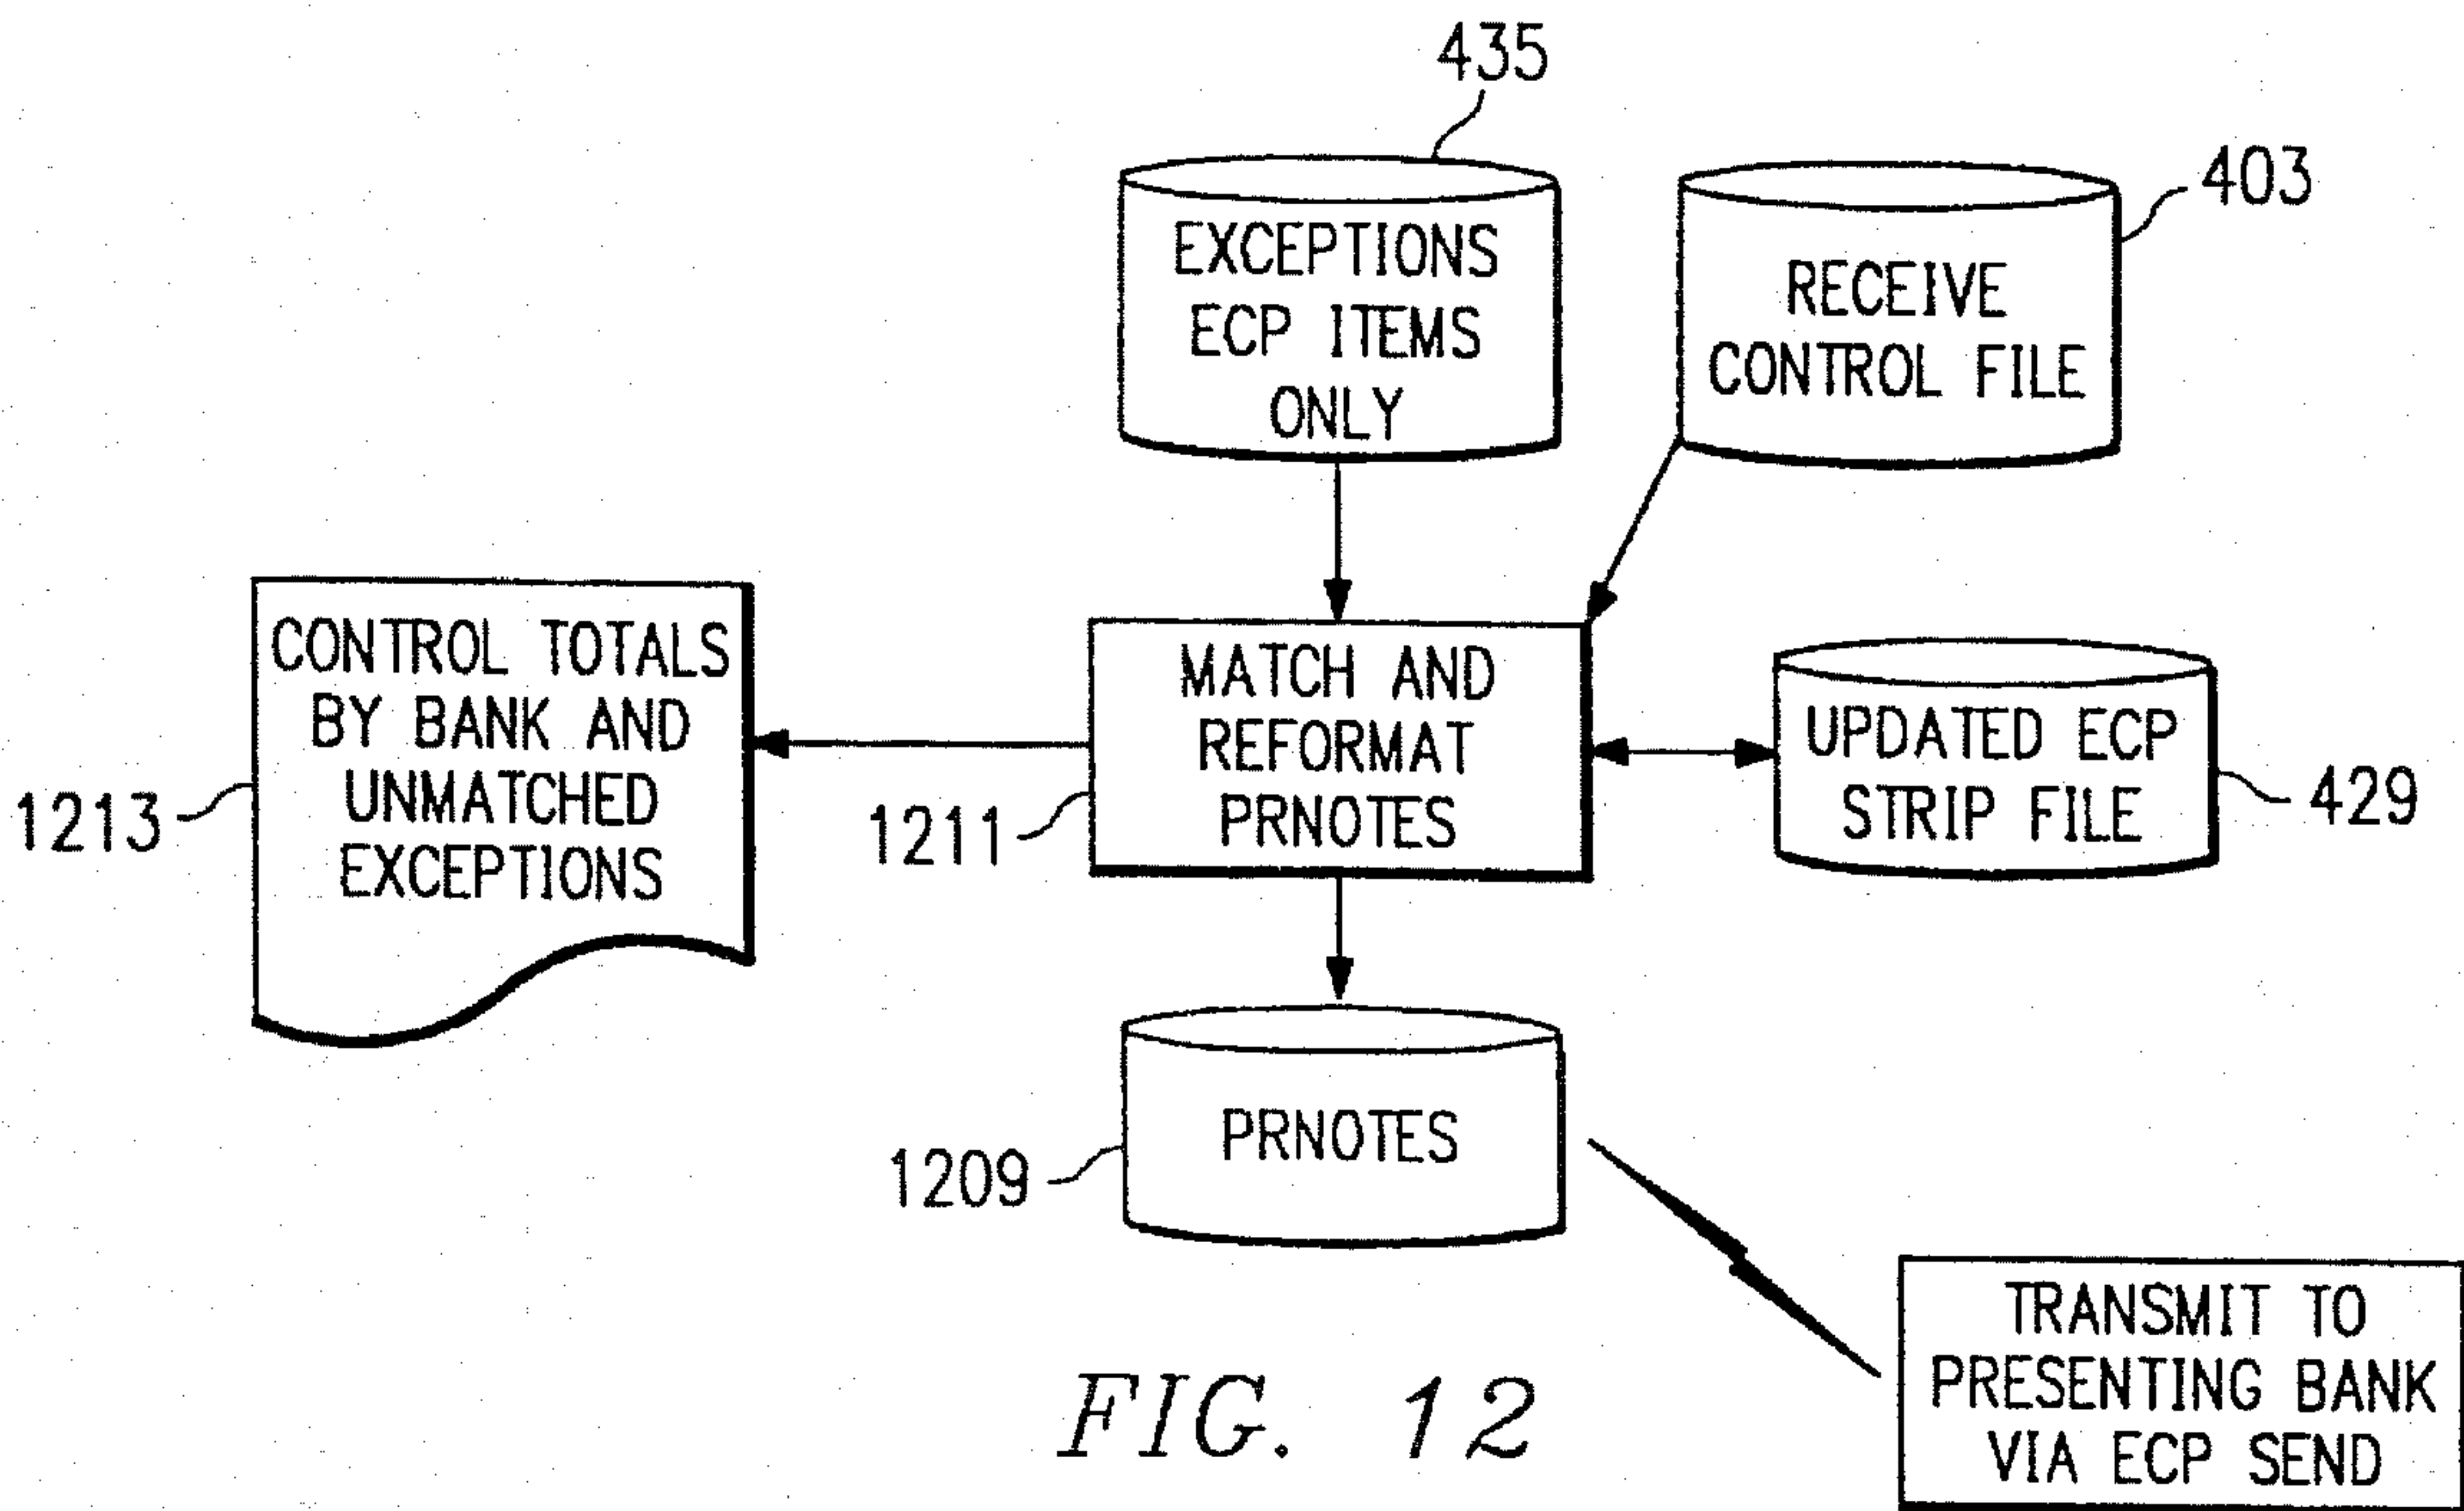 435
403
EXCEPTIONS
ECP ITEMS
ONLY
RECEIVE
CONTROL FILE
CONTROL TOTALS
BY BANK AND
UNMATCHED
EXCEPTIONS
1213
MATCH AND
REFORMAT
PRNOTES
1211
UPDATED ECP
STRIP FILE
429
PRNOTES
1209
TRANSMIT TO
PRESENTING BANK
VIA ECP SEND
FIG. 12